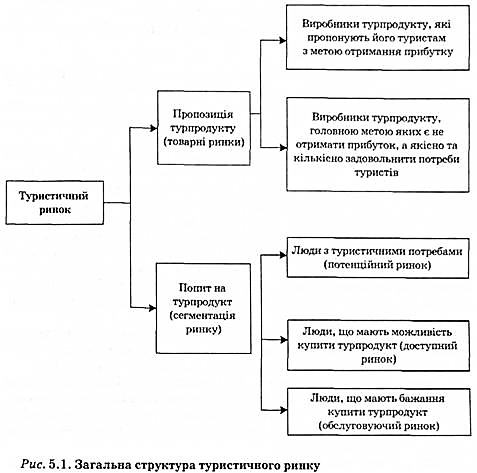 Виробники турпродукту, які
пропонують його туристам
з метою отримання прибутку
Пропозиція
турпродукту
(товарні ринки)
Виробники турпродукту,
головною метою яких є не
отримати прибуток, а якісно та
кількісно задовольнити потреби
туристів
Туристичний
ринок
Люди з туристичними потребами
(потенційний ринок)
Попит на
турпродукт
(сегментація
ринку)
Люди, що мають можливість
купити турпродукт (доступний
ринок)
Люди, що мають бажання
купити турпродукт
(обслуговуючий ринок)
Рис. 5.1. Загальна структура туристичного ринку